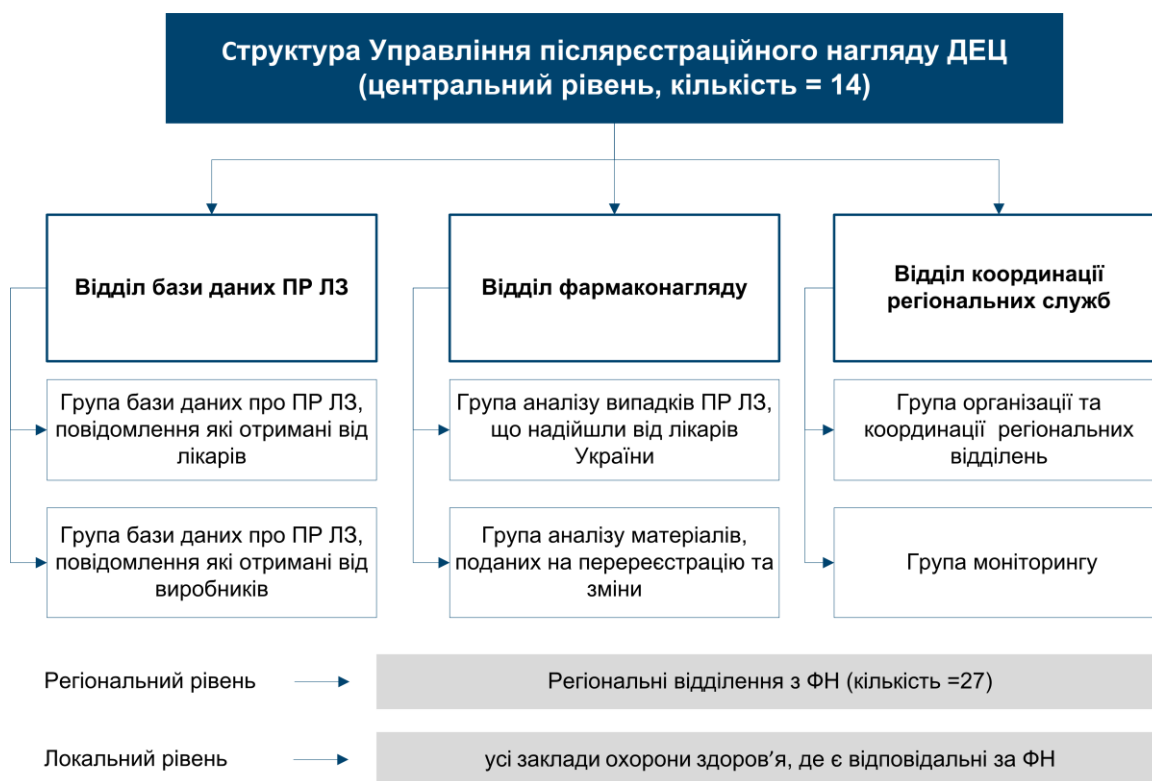 Структура Управління післярєстраційного нагляду ДЕЦ
(центральний рівень, кількість = 14)
Відділ бази даних ПР ЛЗ
Відділ фармаконагляду
Відділ координації
регіональних служб
Група бази даних про ПР ЛЗ,
повідомлення які отримані від
лікарів
Група аналізу випадків ПР ЛЗ,
що надійшли від лікарів
України
Група організації та
координації регіональних
відділень
Група бази даних про ПР ЛЗ,
повідомлення які отримані від
виробників
Група аналізу матеріалів,
поданих на перереєстрацію та
зміни
Група моніторингу
Регіональний рівень
Регіональні відділення з ФН (кількість =27)
Локальний рівень
усі заклади охорони здоров′я, де є відповідальні за ФН